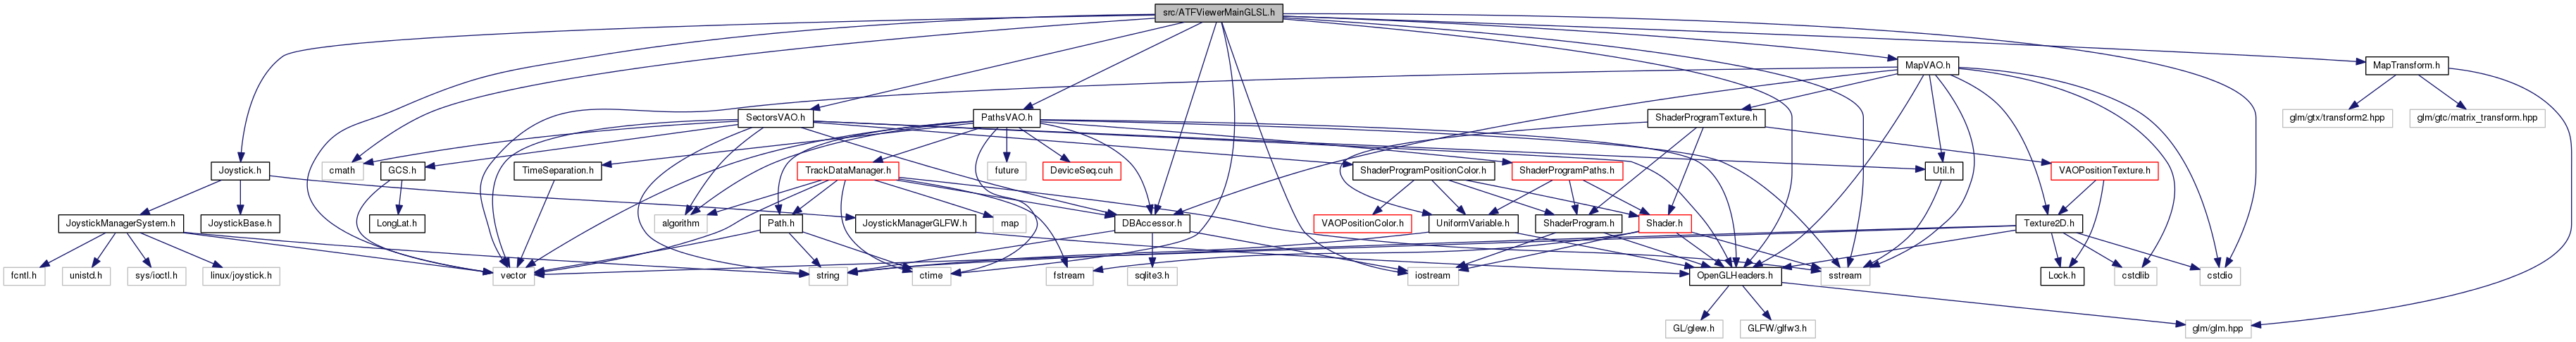 src/ATFViewerMainGLSL.h
MapVAO.h
MapTransform.h
SectorsVAO.h
PathsVAO.h
ShaderProgramTexture.h
glm/gtx/transform2.hpp
glm/gtc/matrix_transform.hpp
Joystick.h
cmath
GCS.h
TimeSeparation.h
TrackDataManager.h
future
DeviceSeq.cuh
ShaderProgramPositionColor.h
ShaderProgramPaths.h
Util.h
VAOPositionTexture.h
JoystickManagerSystem.h
JoystickBase.h
LongLat.h
algorithm
Path.h
JoystickManagerGLFW.h
map
DBAccessor.h
VAOPositionColor.h
UniformVariable.h
ShaderProgram.h
Shader.h
Texture2D.h
fcntl.h
unistd.h
sys/ioctl.h
linux/joystick.h
vector
string
ctime
fstream
sqlite3.h
iostream
OpenGLHeaders.h
sstream
Lock.h
cstdlib
cstdio
GL/glew.h
GLFW/glfw3.h
glm/glm.hpp